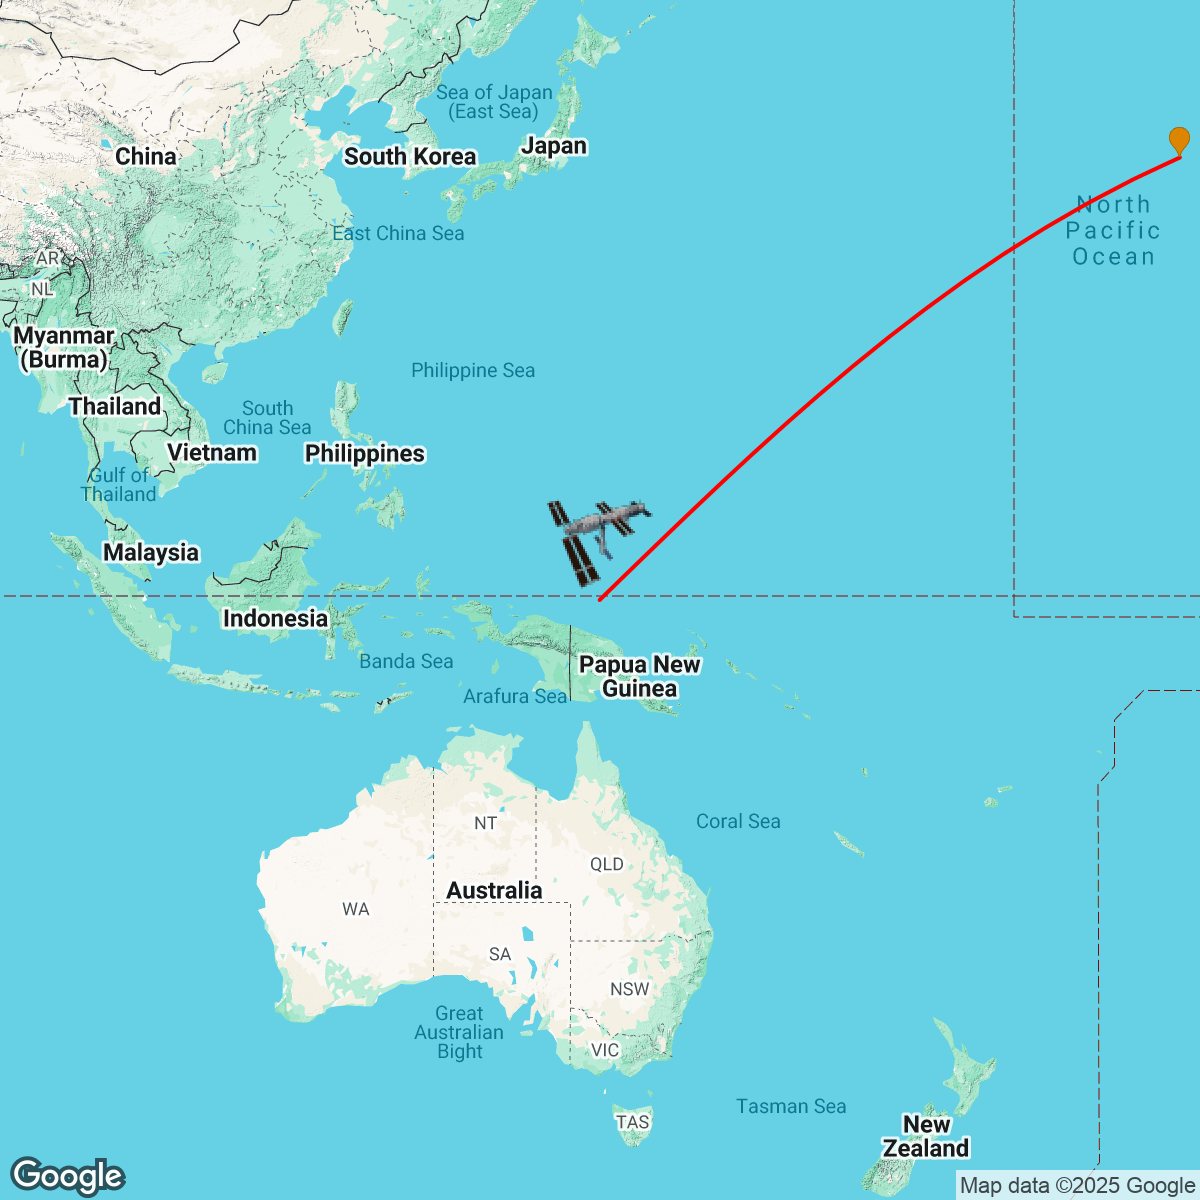 Sea of Japan
(East Sea)
Japan
China
South Korea
North
Pacific
Ocean
East China Sea
AR
NL
Myanmar
(Burma)
Philippine Sea
Thailand
South
China Sea
Vietnam
Philippines
Gulf of
Thailand
Malaysia
Indonesia
Banda Sea
Papua New
Guinea
Arafura Sea
Coral Sea
NT
QLD
Australia
WA
SA
NSW
Great
Australian
Bight
VIC
Tasman Sea
TAS
New
Zealand
Google
Map data ©2025 Google